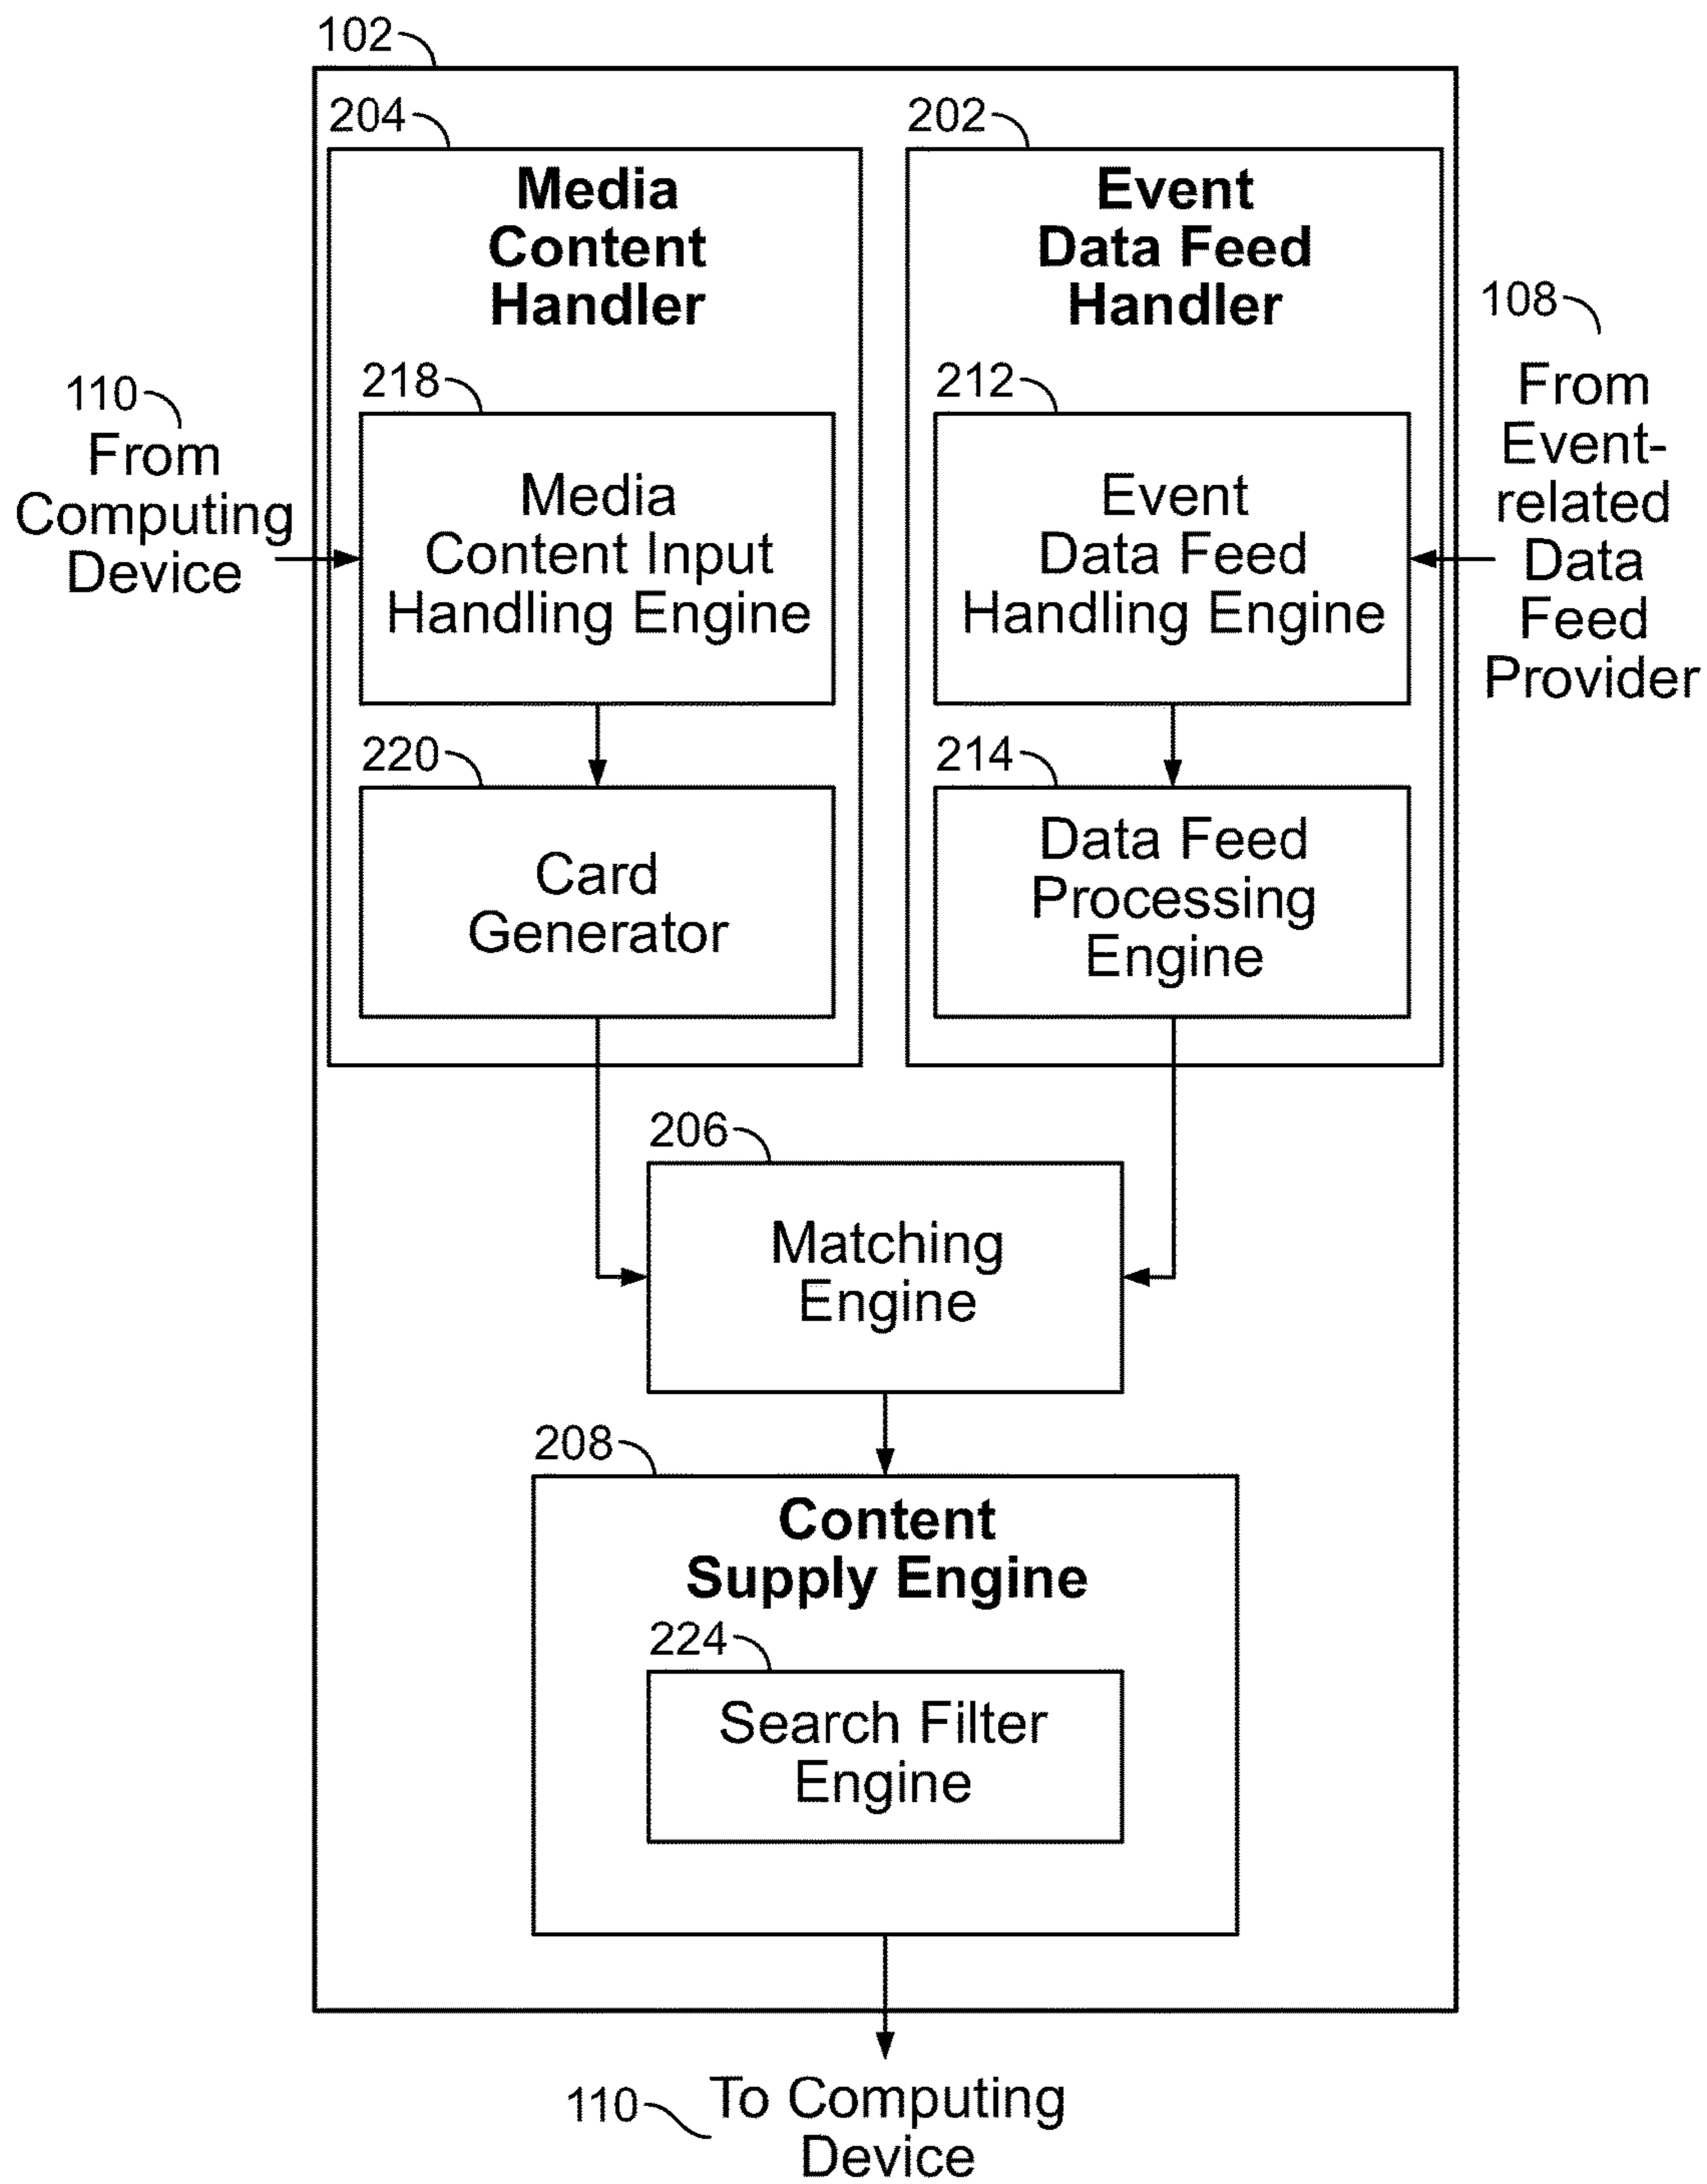 102
204
Media
Content
Handler
202
Event
Data Feed
Handler
108
From
Event-
related
Data
Feed
Provider
110
From
Computing
Device
218
Media
Content Input
Handling Engine
212
Event
Data Feed
Handling Engine
220
Card
Generator
214
Data Feed
Processing
Engine
206
Matching
Engine
208
Content
Supply Engine
224
Search Filter
Engine
110
To Computing
Device